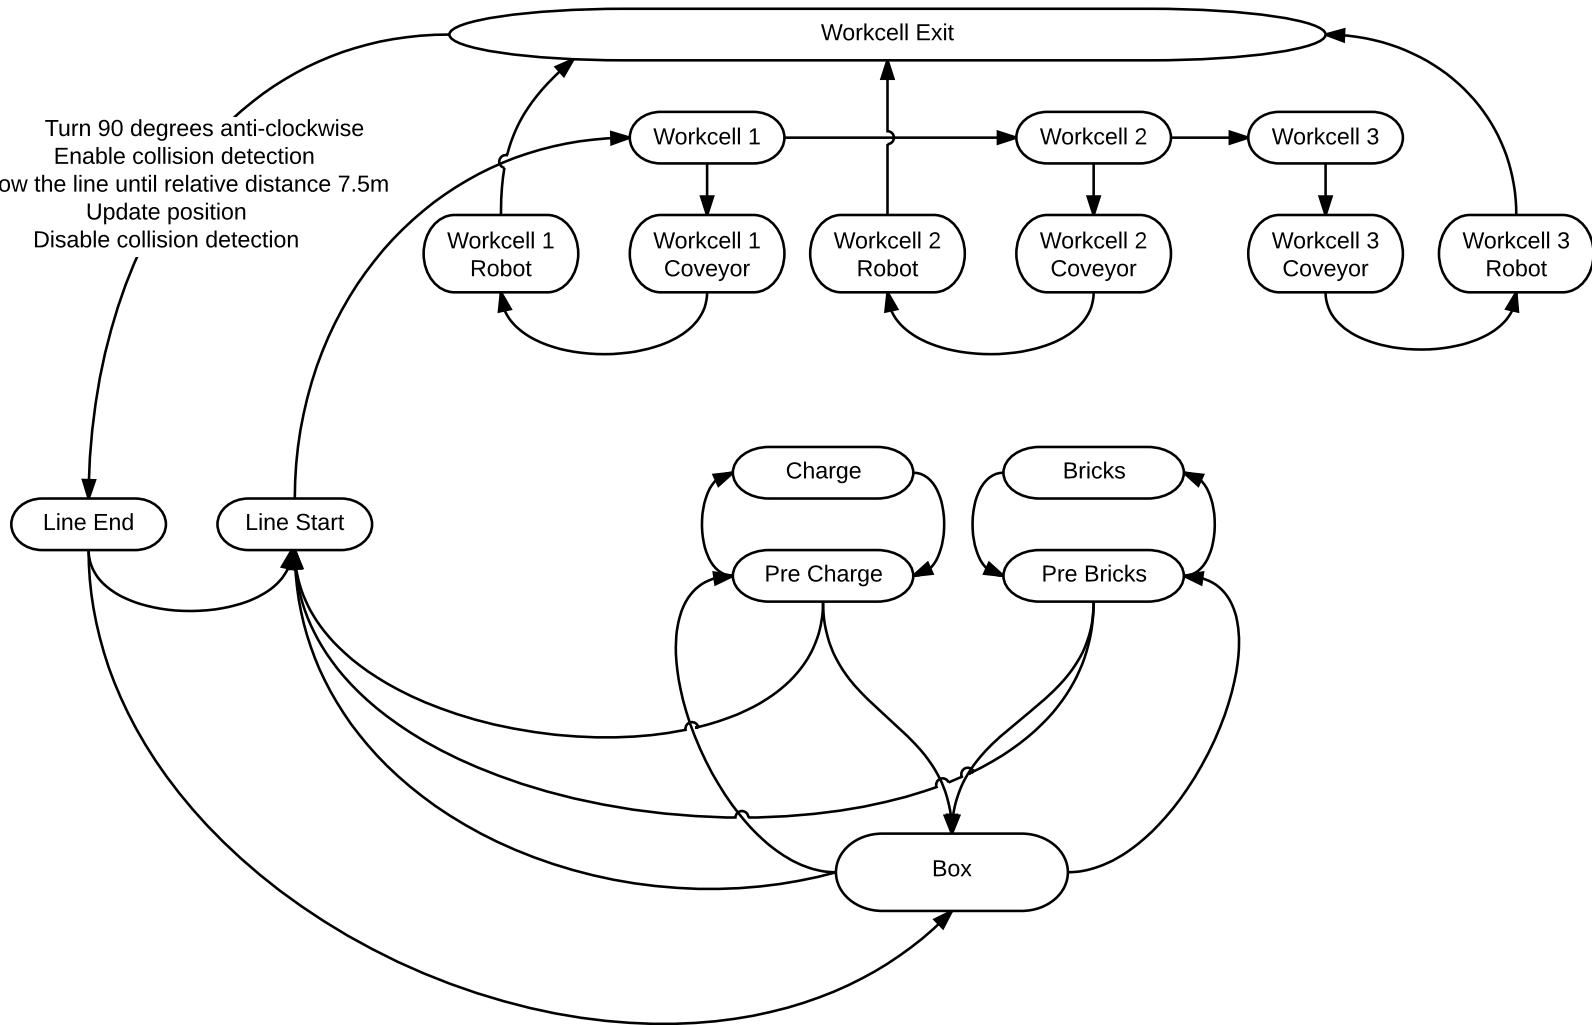 Workcell Exit
Turn 90 degrees anti-clockwise
Enable collision detection
the line until relative distance 7.5m
Update position
Disable collision detection
Workcell 1
Workcell 2
Workcell 3
Workcell 1
Robot
Workcell 1
Coveyor
Workcell 2
Robot
Workcell 2
Coveyor
Workcell 3
Coveyor
Workcell 3
Robot
Charge
Bricks
Line End
Line Start
Pre Charge
Pre Bricks
Box